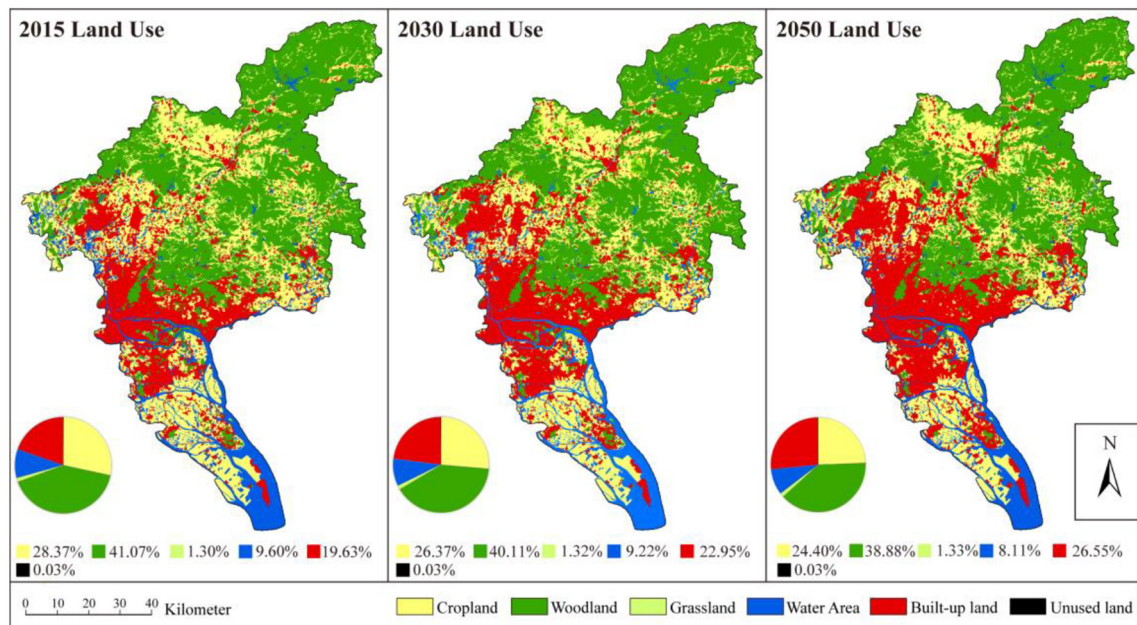 2015 Land Use
2030 Land Use
2050 Land Use
N
28.37% 41.07% 1.30% 9.60% 19.63%
0.03%
26.37% 40.11% 1.32% 9.22% 22.95%
0.03%
24.40% 38.88% 1.33% 8.11% 26.55%
0.03%
0 10 20 40 Kilometer
Cropland Woodland Grassland Water Area Built-up land Unused land